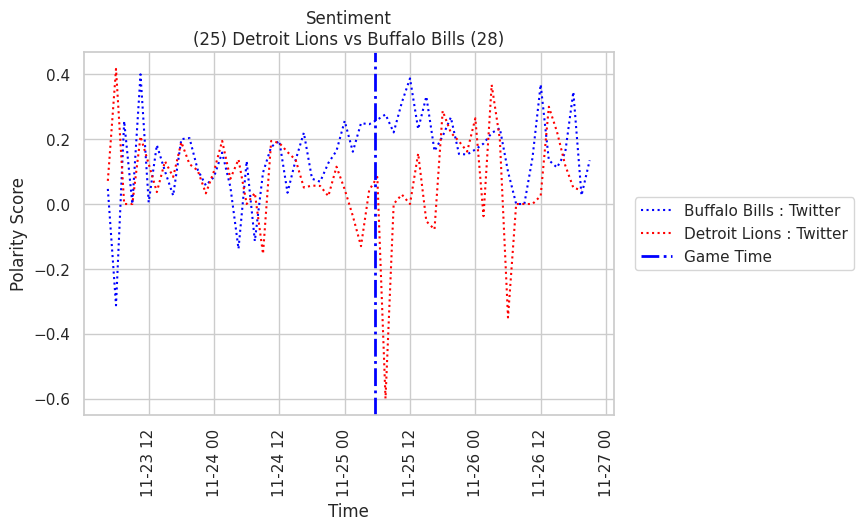 Sentiment
(25) Detroit Lions vs Buffalo Bills (28)
0.4
0.2
0.0
−0.2
−0.4
−0.6
Polarity Score
11-23 12
11-24 00
11-24 12
11-25 00
11-25 12
11-26 00
11-26 12
11-27 00
Time
Buffalo Bills : Twitter
Detroit Lions : Twitter
Game Time